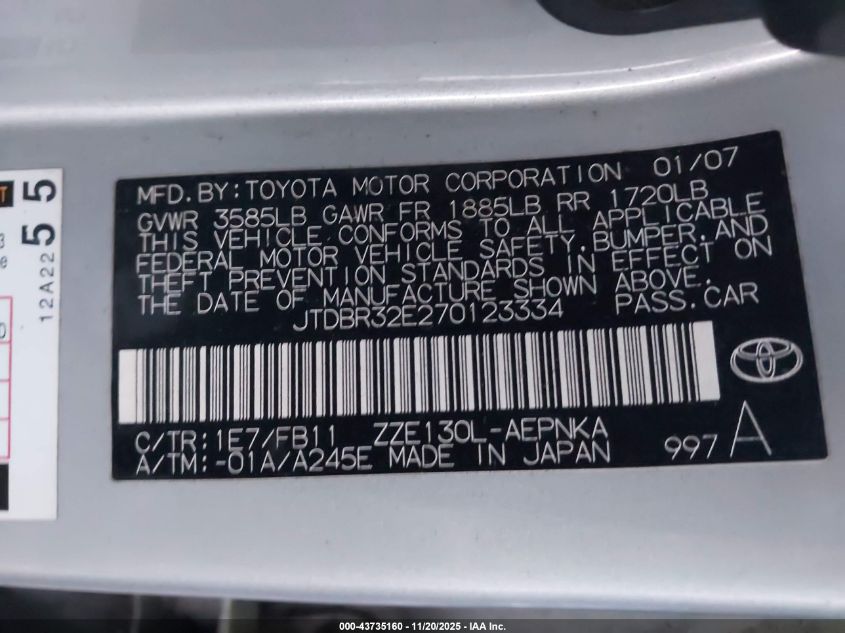 MFD. BY: TOYOTA MOTOR CORPORATION 01/07
GVWR 3585LB GAWR FR 1885LB RR 1720LB
THIS VEHICLE CONFORMS TO ALL APPLICABLE
FEDERAL MOTOR VEHICLE SAFETY, BUMPER, AND
THEFT PREVENTION STANDARDS IN EFFECT ON
THE DATE OF MANUFACTURE SHOWN ABOVE.
JTDBR32E270123334 PASS. CAR
C/TR: 1E7/FB11 ZZE130L-AEPNKA
A/TM: -01A/A245E MADE IN JAPAN 997 A
12A22 55
000-43735160 - 11/20/2025 - IAA Inc.